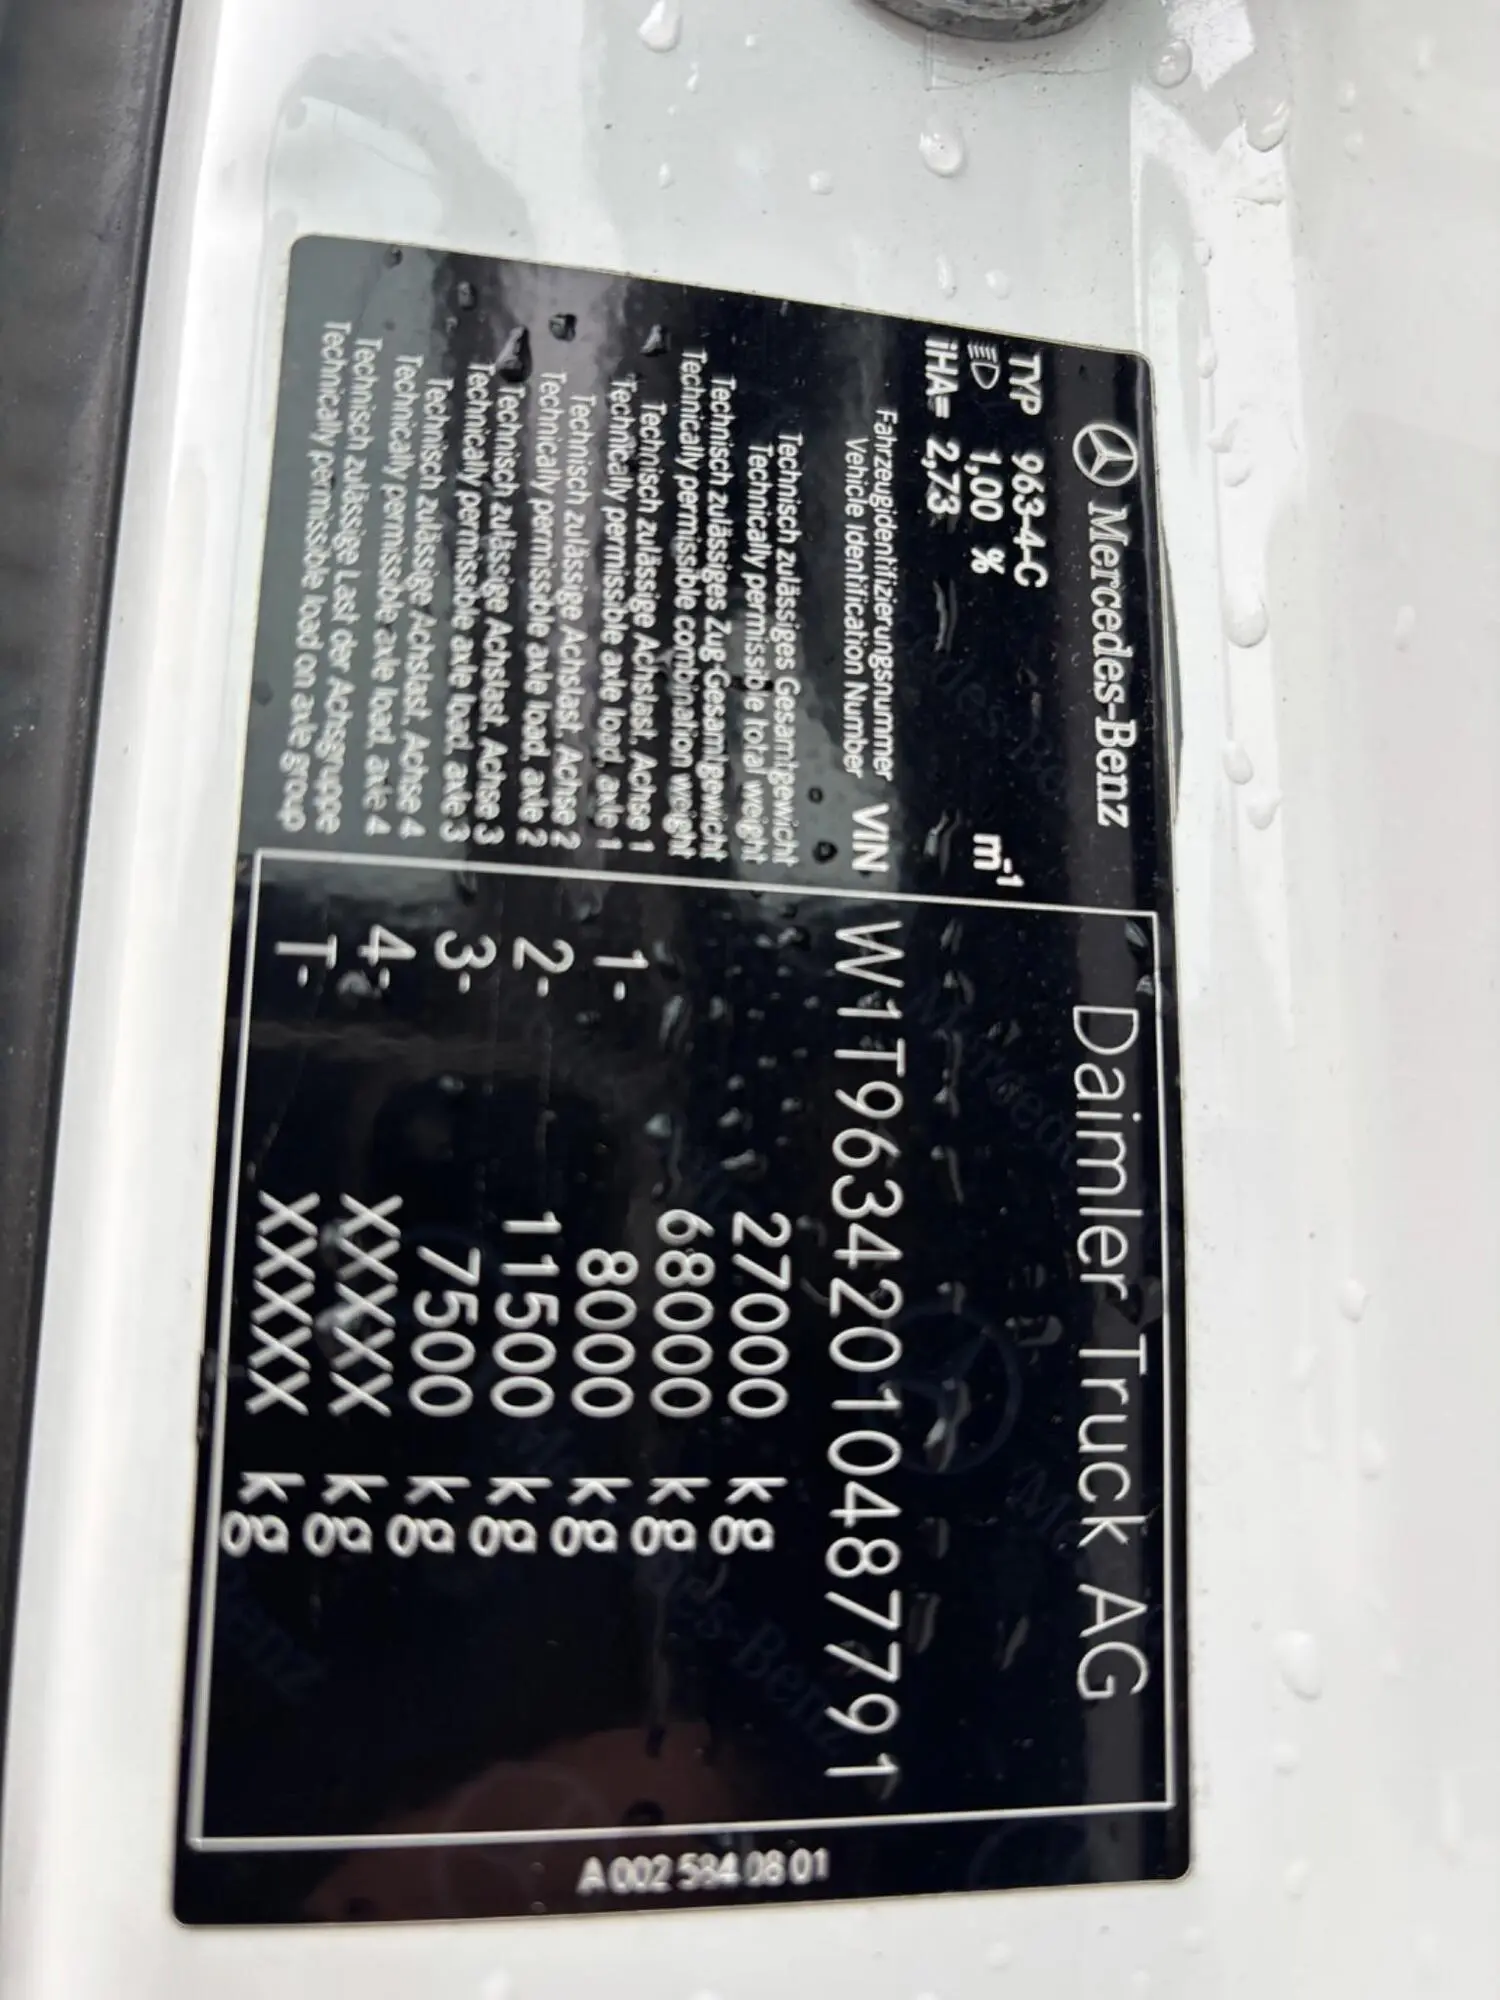 Mercedes-Benz
Daimler Truck AG
TYP 963-4-C
1,00 % m-1
iHA= 2,73
Fahrzeugidentifizierungsnummer
Vehicle Identification Number
VIN W1T96342010487791
Technisch zulässiges Gesamtgewicht
Technically permissible total weight
27000 kg
Technisch zulässiges Zug-Gesamtgewicht
Technically permissible combination weight
68000 kg
Technisch zulässige Achslast, Achse 1
Technically permissible axle load, axle 1
1- 8000 kg
Technisch zulässige Achslast, Achse 2
Technically permissible axle load, axle 2
2- 11500 kg
Technisch zulässige Achslast, Achse 3
Technically permissible axle load, axle 3
3- 7500 kg
Technisch zulässige Achslast, Achse 4
Technically permissible axle load, axle 4
4- XXXXX kg
Technisch zulässige Last der Achsgruppe
Technically permissible load on axle group
T- XXXXX kg
A 002 584 08 01